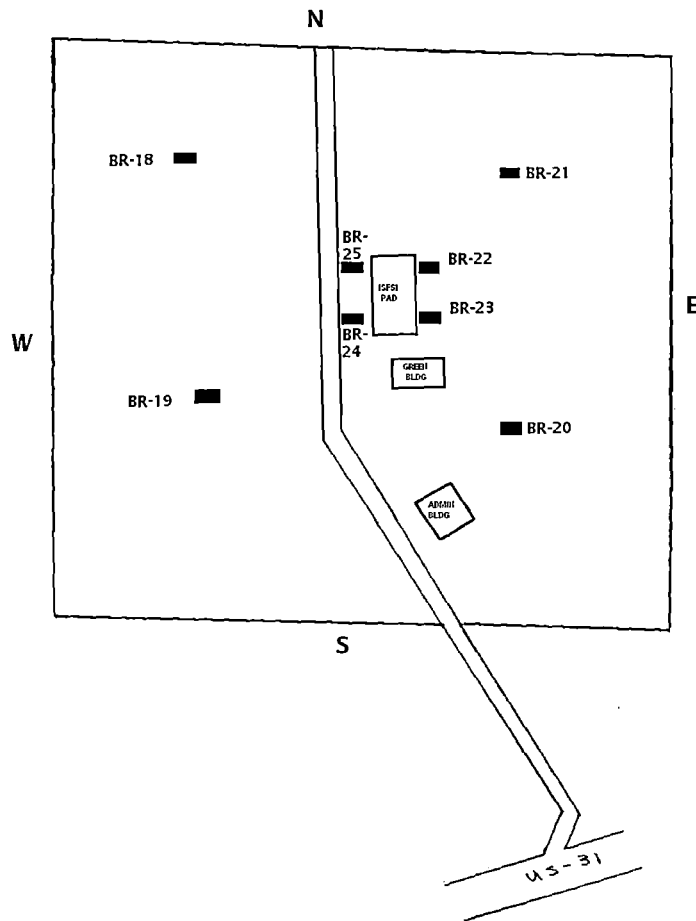 N
BR-18
BR-21
BR-
25
BR-22
ISFSI
PAD
BR-23
BR-
24
W
E
GREEN
BLDG
BR-19
BR-20
ADMIN
BLDG
S
US-31